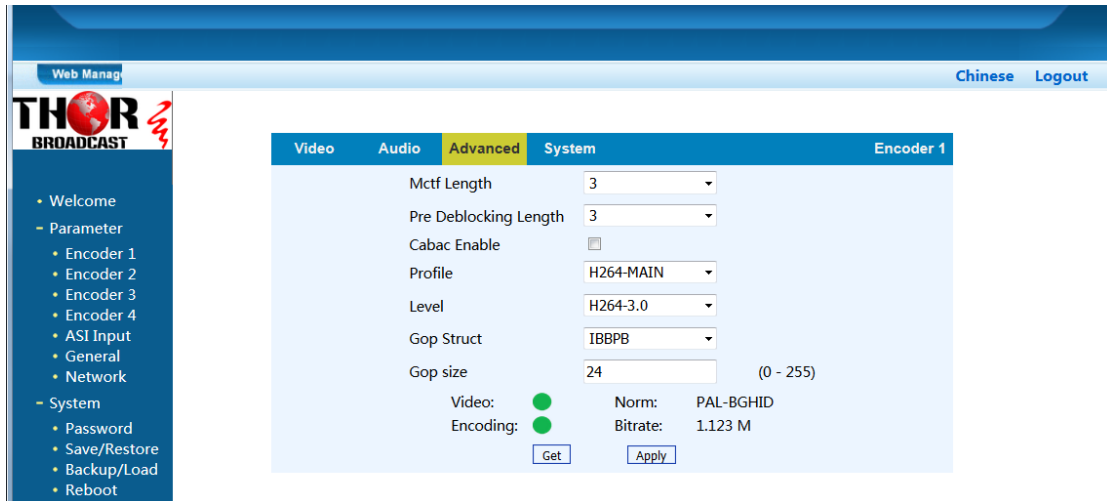 Web Manag
Chinese Logout
THOR
BROADCAST
• Welcome
- Parameter
• Encoder 1
• Encoder 2
• Encoder 3
• Encoder 4
• ASI Input
• General
• Network
- System
• Password
• Save/Restore
• Backup/Load
• Reboot
Video Audio Advanced System Encoder 1
Mctf Length 3
Pre Deblocking Length 3
Cabac Enable
Profile H264-MAIN
Level H264-3.0
Gop Struct IBBPB
Gop size 24 (0 - 255)
Video: Norm: PAL-BGHID
Encoding: Bitrate: 1.123 M
Get Apply